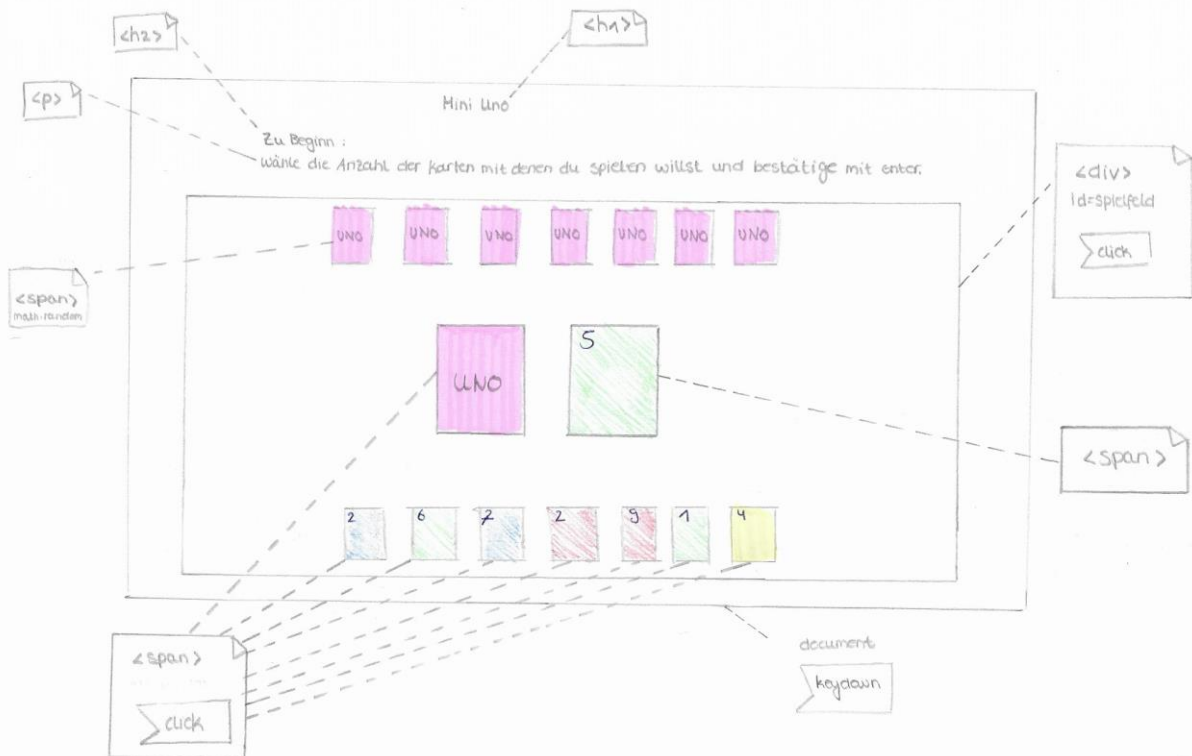 <h2>
<h1>
<p>
Mini Uno
Zu Beginn :
wähle die Anzahl der Karten mit denen du spielen willst und bestätige mit enter.
<div>
id=spielfeld
click
UNO UNO UNO UNO UNO UNO UNO
<span>
math.random
5
UNO
<span>
2 6 7 2 9 1 4
<span>
click
document
keydown